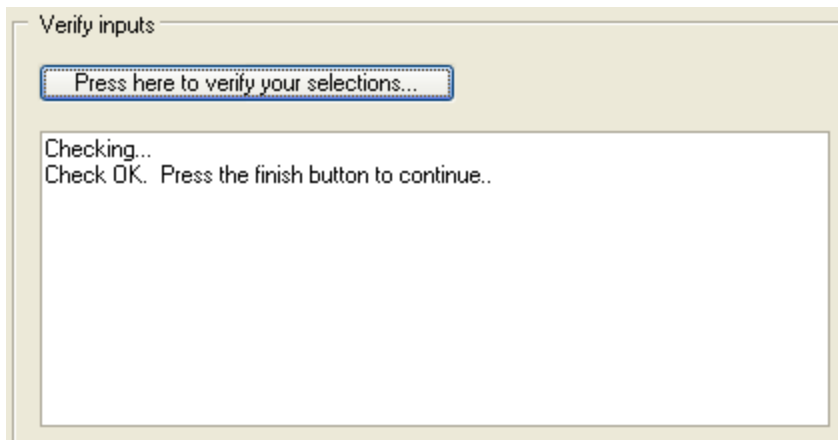 Verify inputs
Press here to verify your selections...
Checking...
Check OK.  Press the finish button to continue..